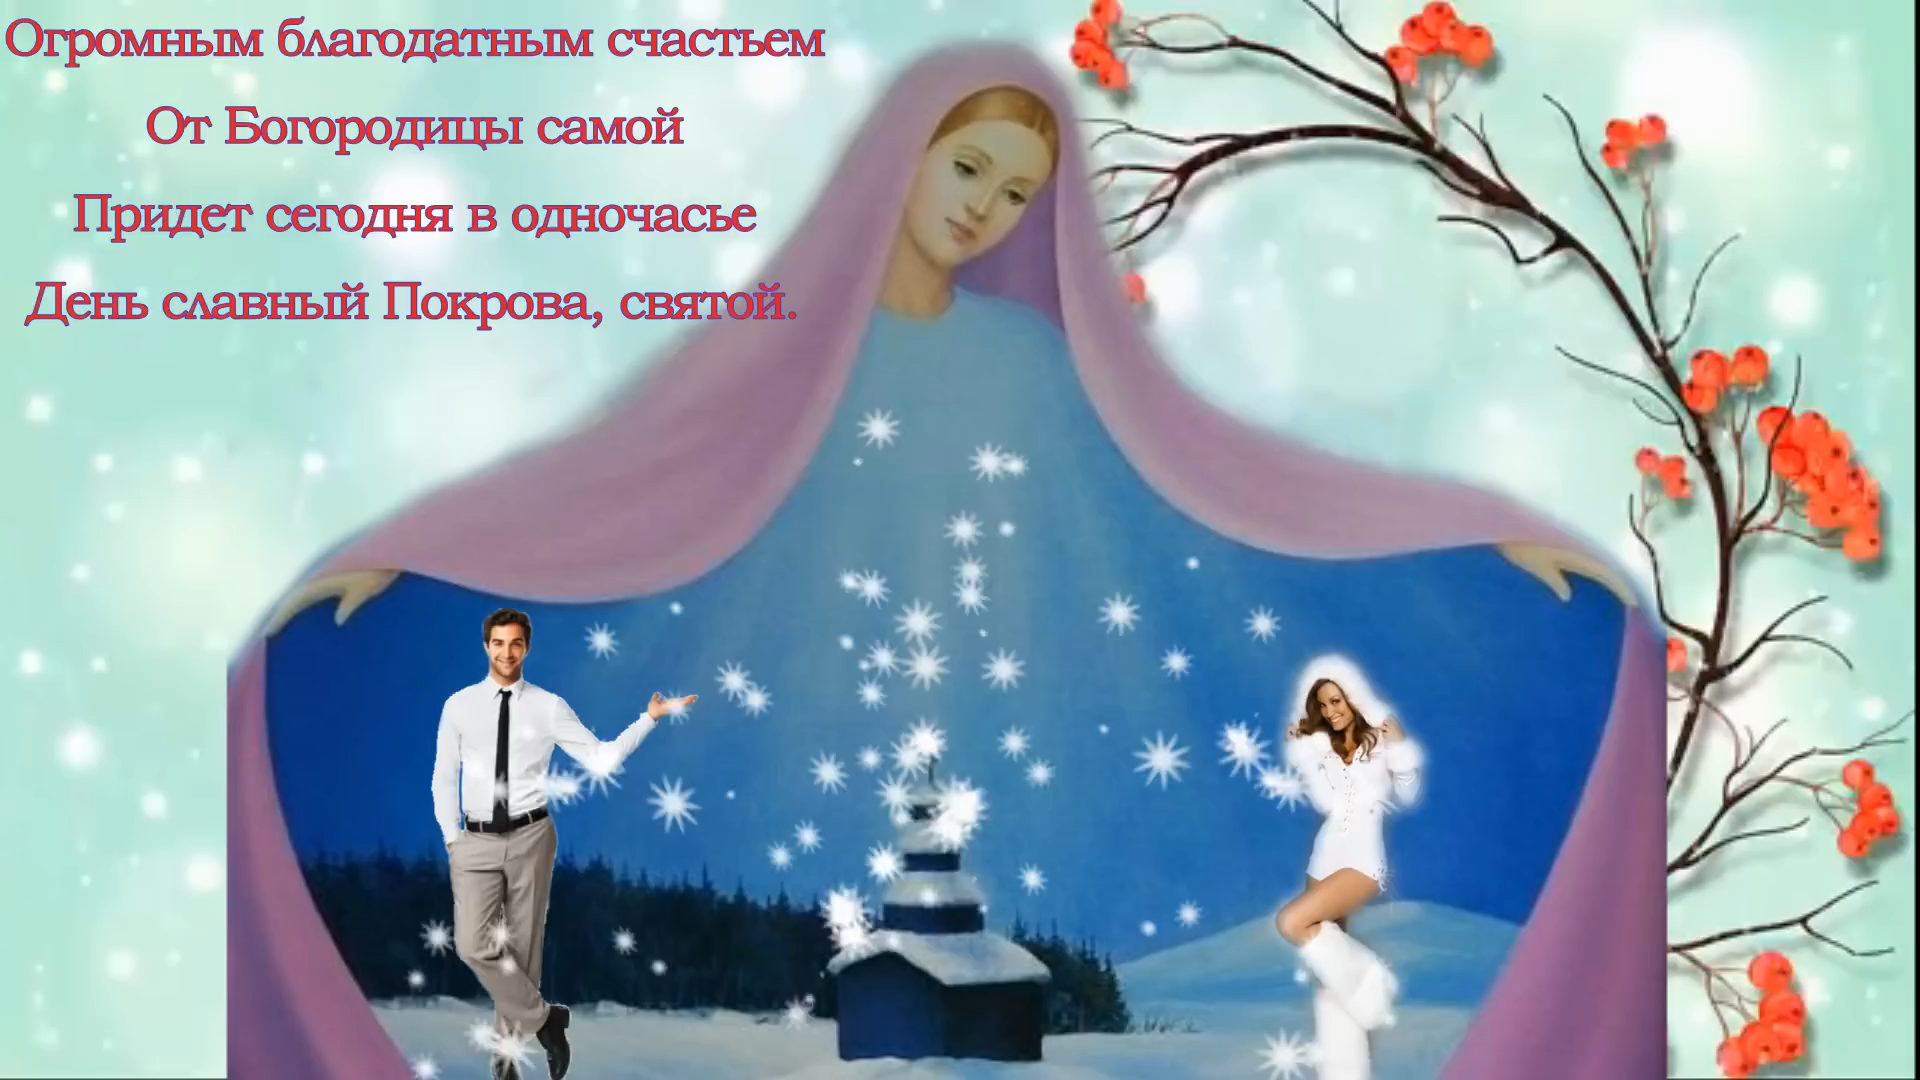 Огромным благодатным счастьем
От Богородицы самой
Придет сегодня в одночасье
День славный Покрова, святой.